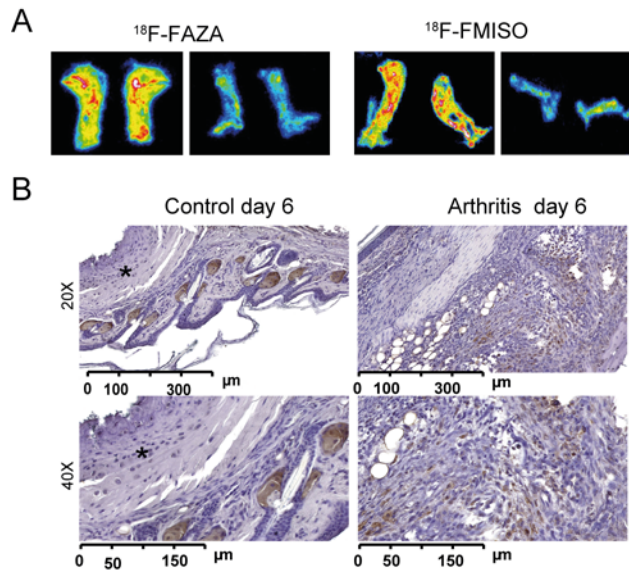 A
¹⁸F-FAZA ¹⁸F-FMISO
B
Control day 6 Arthritis day 6
20X
0 100 300 µm 0 100 300 µm
*
40X
0 50 150 µm 0 50 150 µm
*